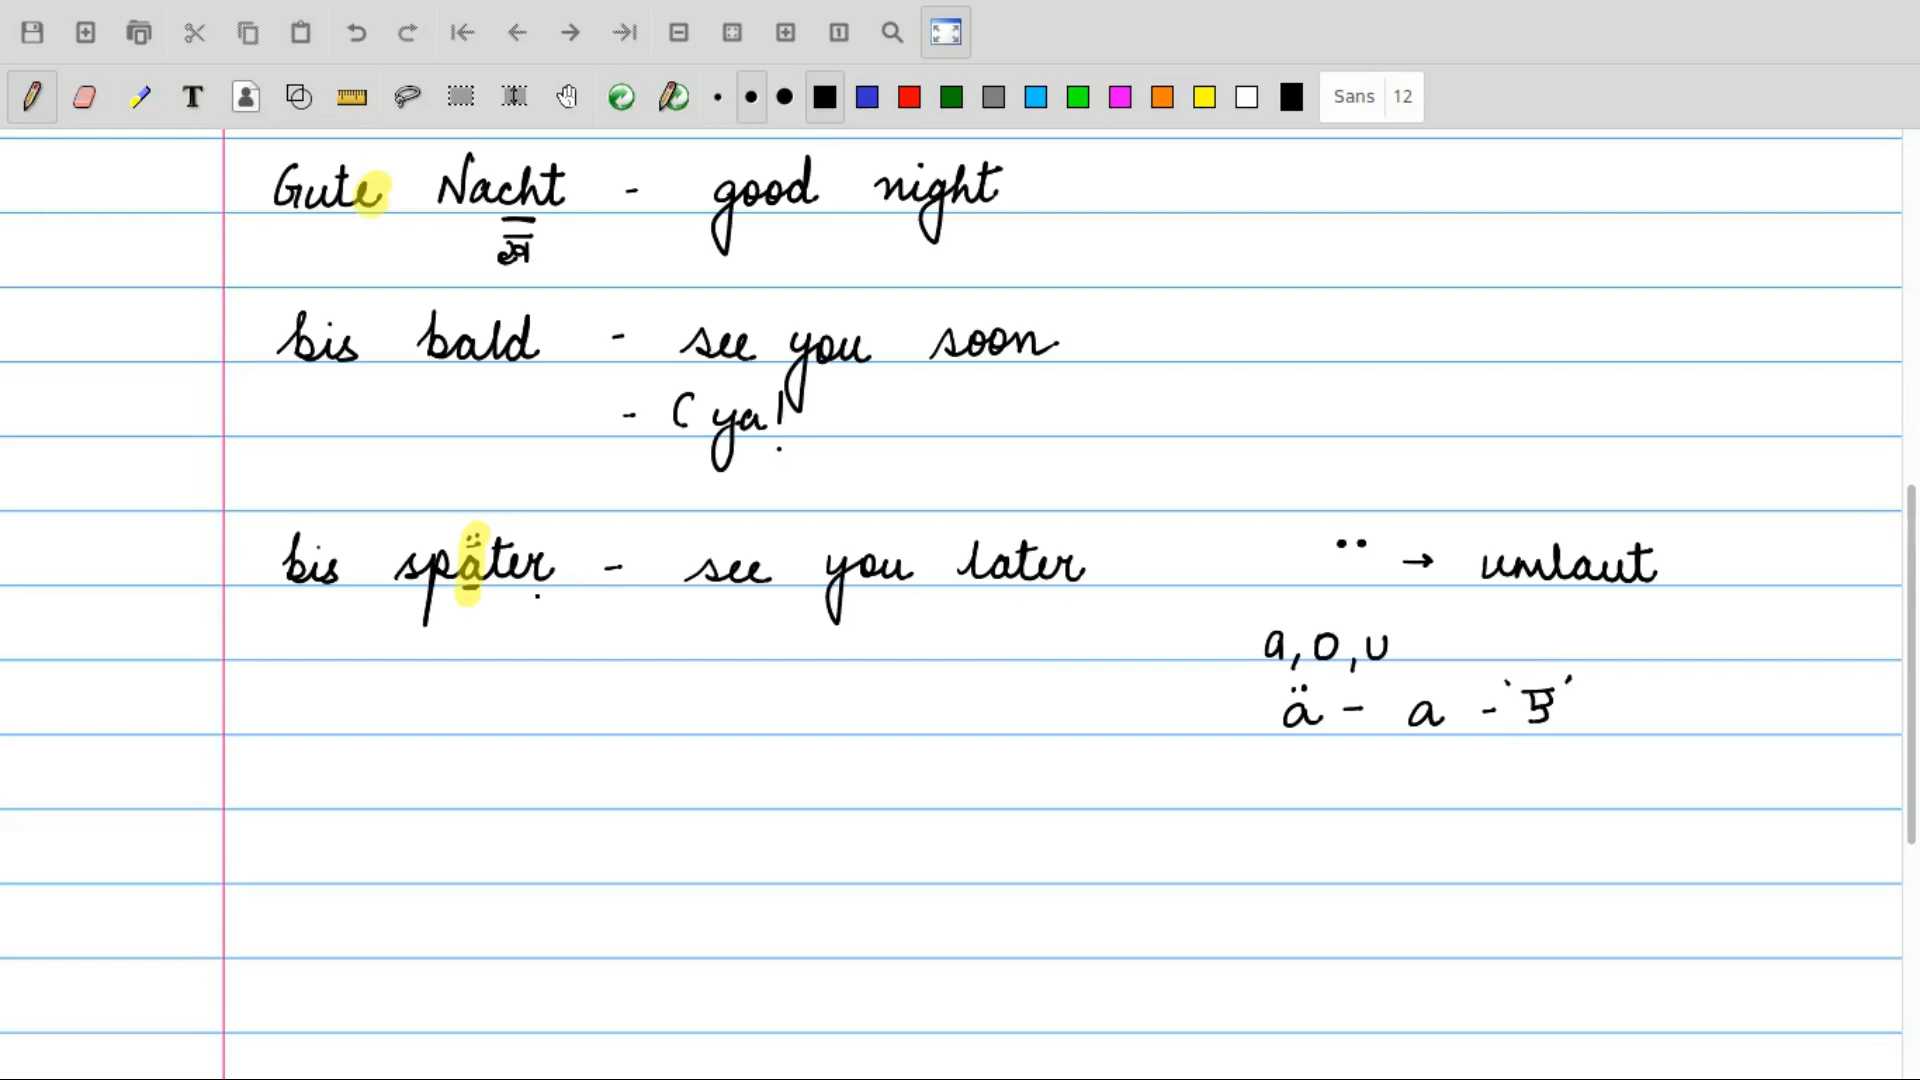 Sans 12
Gute Nacht - good night
ख़
bis bald - see you soon
- C ya!
bis später - see you later
¨ → umlaut
a, o, u
ä - a -